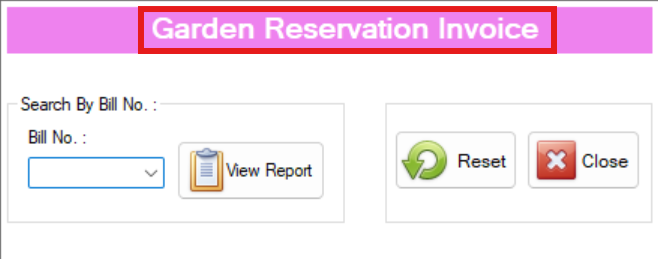 Garden Reservation Invoice
Search By Bill No. :
Bill No. :
View Report
Reset
Close